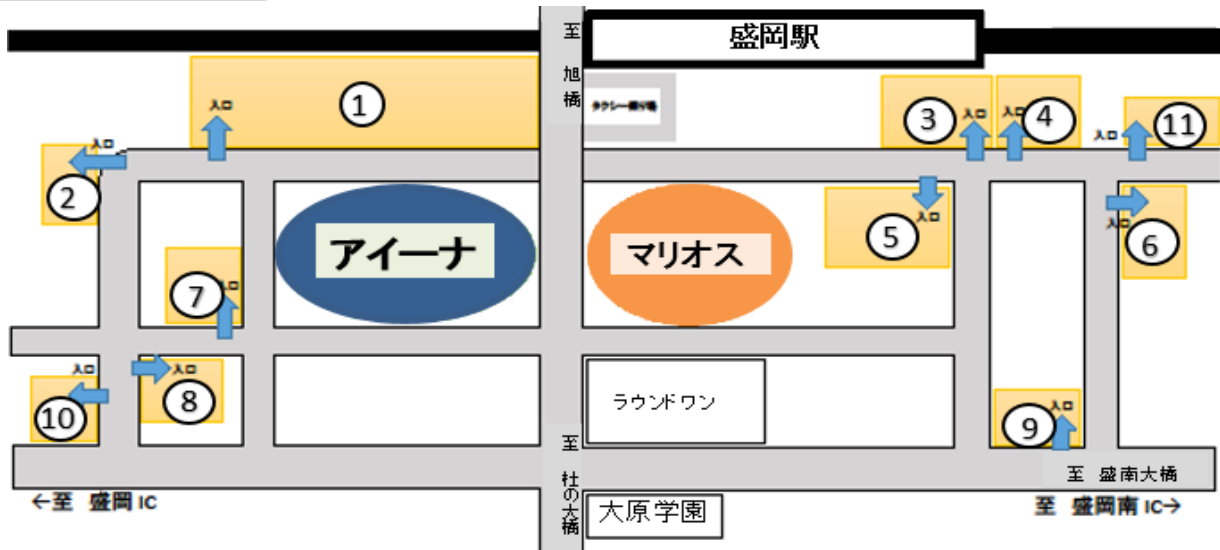 至 旭橋
盛岡駅
タクシー乗り場
①
入口
②
入口
③
入口
④
入口
⑪
入口
アイーナ
マリオス
⑤
入口
⑥
入口
⑦
入口
⑧
入口
⑩
入口
ラウンドワン
⑨
入口
至 杜の大橋
至 盛南大橋
←至 盛岡IC
大原学園
至 盛岡南IC→